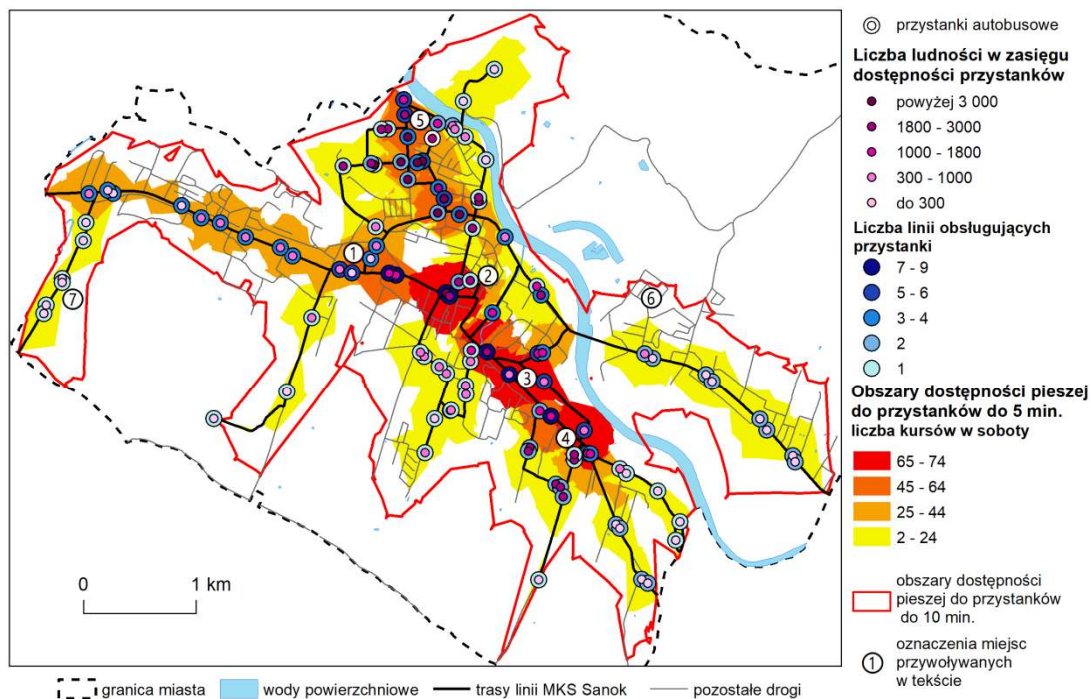 przystanki autobusowe
Liczba ludności w zasięgu
dostępności przystanków
powyżej 3 000
1800 - 3000
1000 - 1800
300 - 1000
do 300
Liczba linii obsługujących
przystanki
7 - 9
5 - 6
3 - 4
2
1
Obszary dostępności pieszej
do przystanków do 5 min.
liczba kursów w soboty
65 - 74
45 - 64
25 - 44
2 - 24
obszary dostępności
pieszej do przystanków
do 10 min.
1
oznaczenia miejsc
przywoływanych
w tekście
5
1
2
7
6
3
4
0 1 km
granica miasta wody powierzchniowe trasy linii MKS Sanok pozostałe drogi